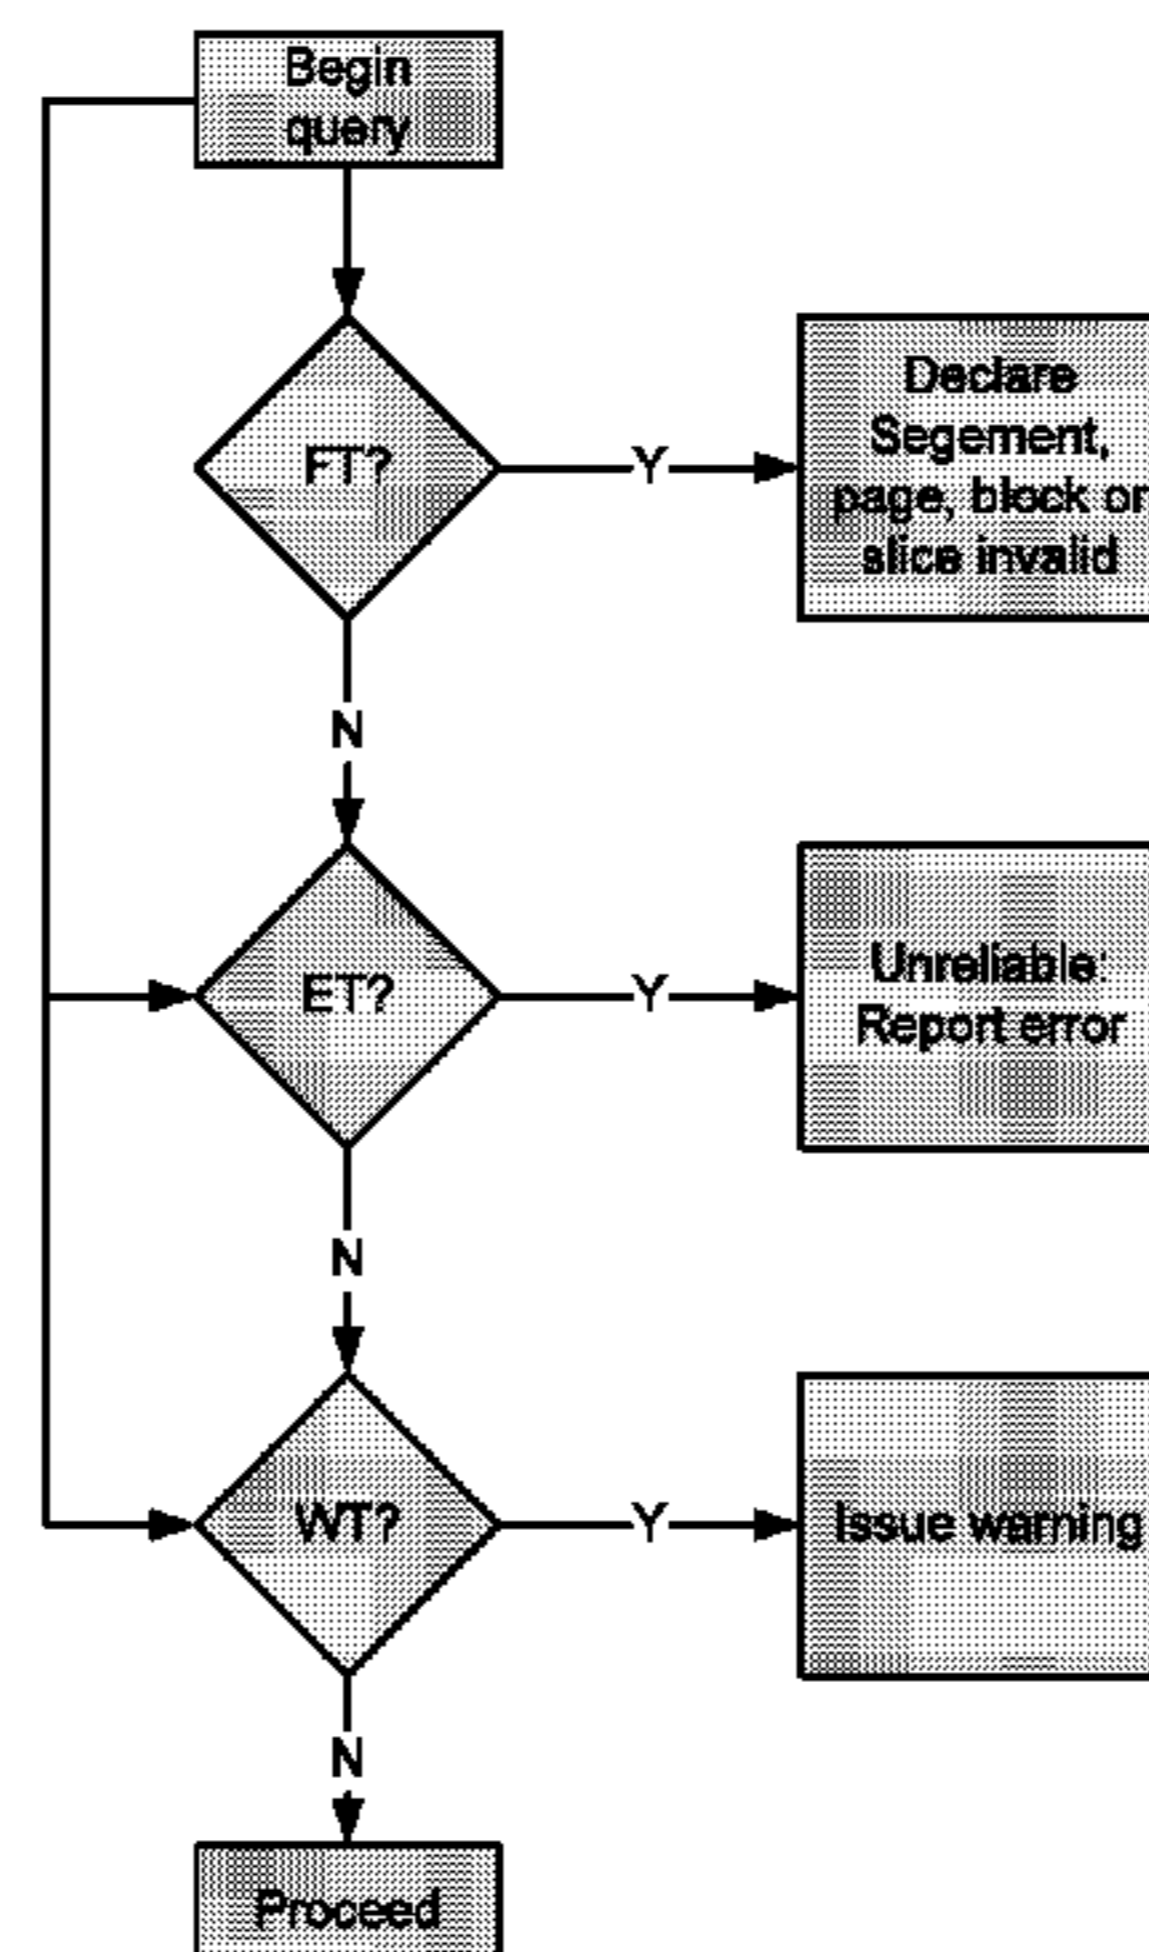 Begin
query
FT?
Y
Declare
Segement,
page, block or
slice invalid
N
ET?
Y
Unreliable:
Report error
N
WT?
Y
Issue warning
N
Proceed